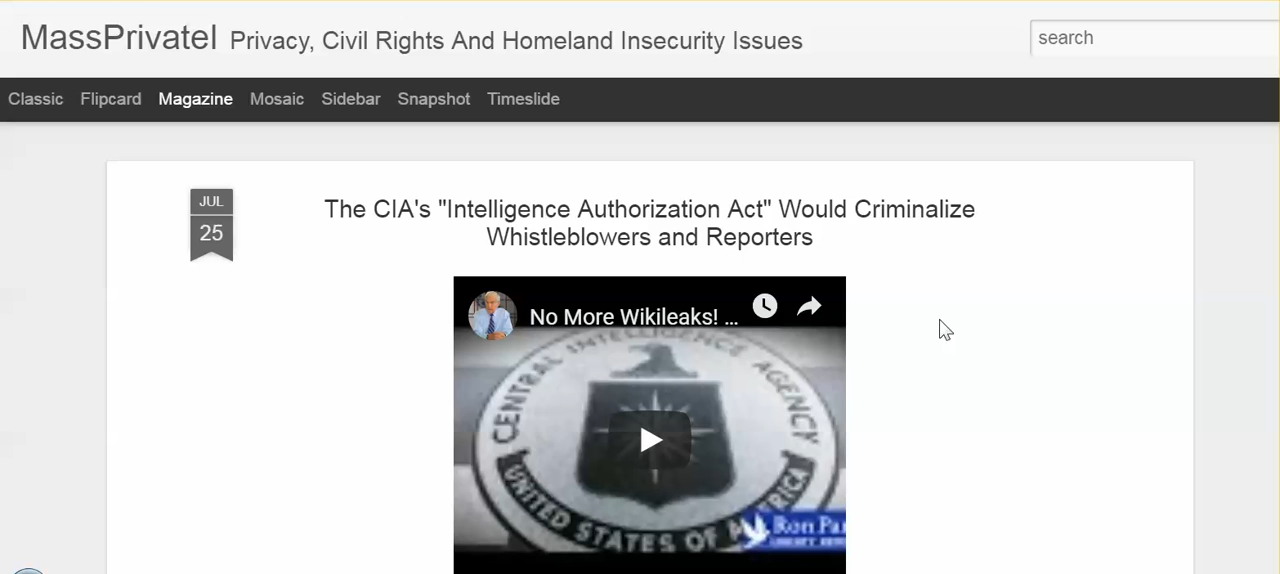 MassPrivateI Privacy, Civil Rights And Homeland Insecurity Issues
search
Classic Flipcard Magazine Mosaic Sidebar Snapshot Timeslide
JUL
25
The CIA's "Intelligence Authorization Act" Would Criminalize
Whistleblowers and Reporters
No More Wikileaks! ...
CENTRAL INTELLIGENCE AGENCY
UNITED STATES OF AMERICA
Ron Pa